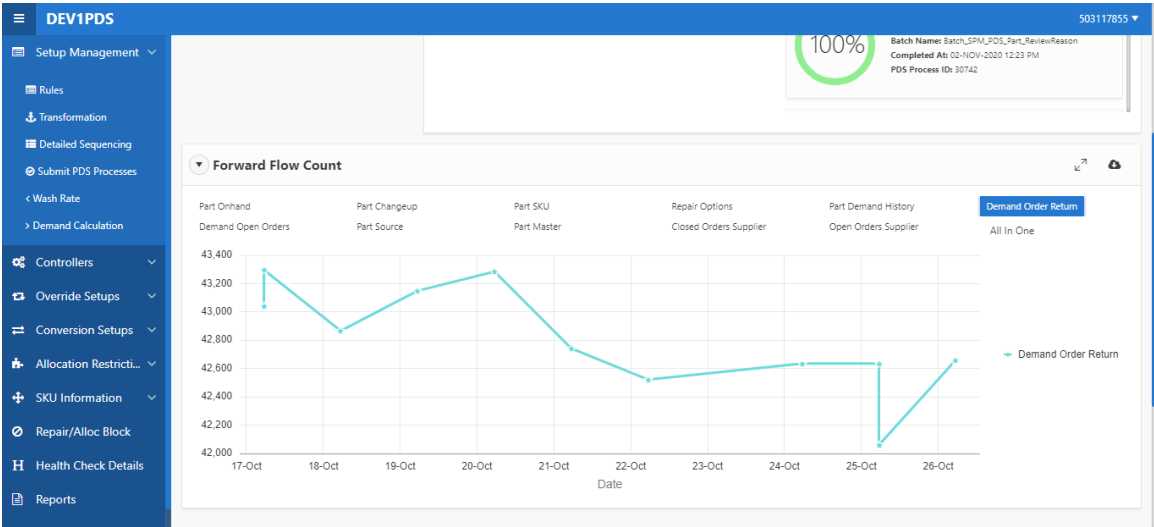 DEV1PDS
503117855
Setup Management
Rules
Transformation
Detailed Sequencing
Submit PDS Processes
Wash Rate
Demand Calculation
Controllers
Override Setups
Conversion Setups
Allocation Restricti...
SKU Information
Repair/Alloc Block
Health Check Details
Reports
100%
Batch Name: Batch_SPM_PDS_Part_ReviewReason
Completed At: 02-NOV-2020 12:23 PM
PDS Process ID: 30742
Forward Flow Count
Part Onhand Part Changeup Part SKU Repair Options Part Demand History Demand Order Return
Demand Open Orders Part Source Part Master Closed Orders Supplier Open Orders Supplier All In One
43,400
43,200
43,000
42,800
42,600
42,400
42,200
42,000
17-Oct 18-Oct 19-Oct 20-Oct 21-Oct 22-Oct 23-Oct 24-Oct 25-Oct 26-Oct
Date
Demand Order Return